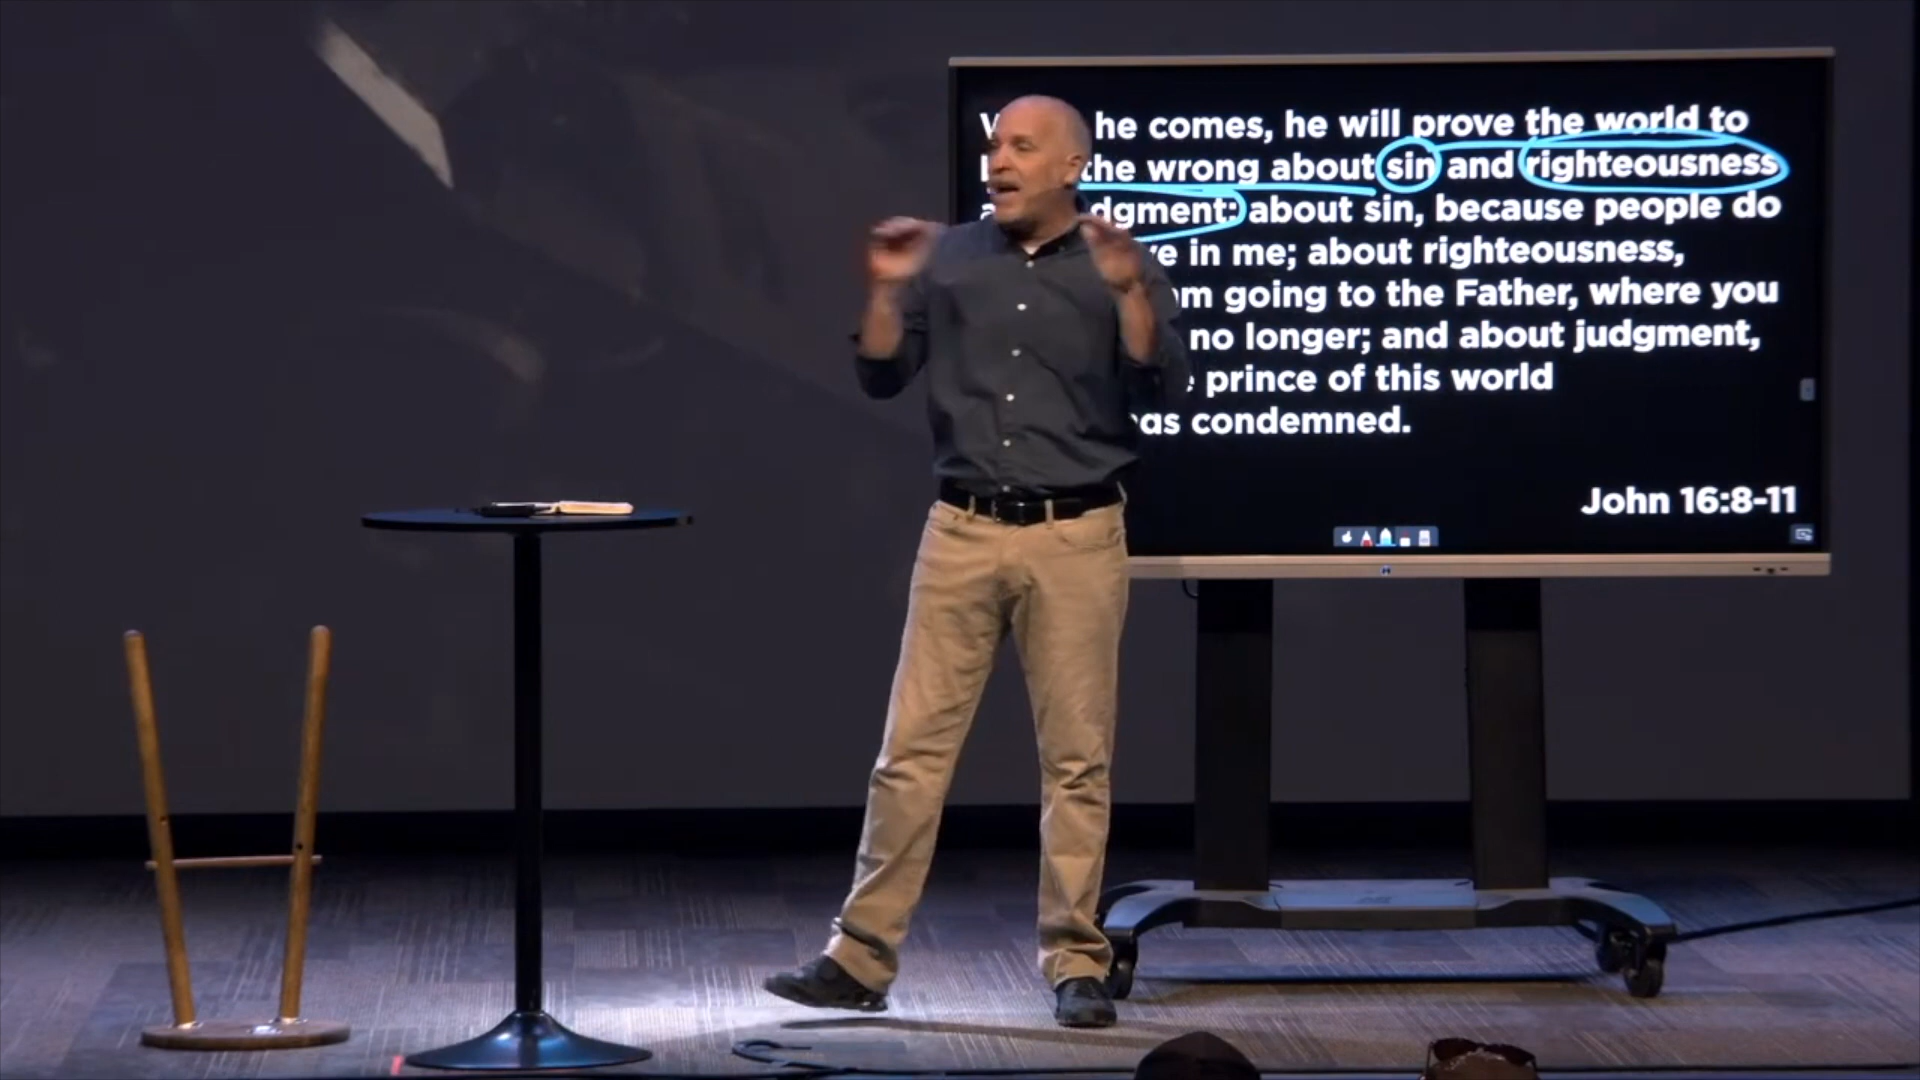 he comes, he will prove the world to
the wrong about sin and righteousness
dgment: about sin, because people do
ve in me; about righteousness,
am going to the Father, where you
no longer; and about judgment,
prince of this world
condemned.
John 16:8-11